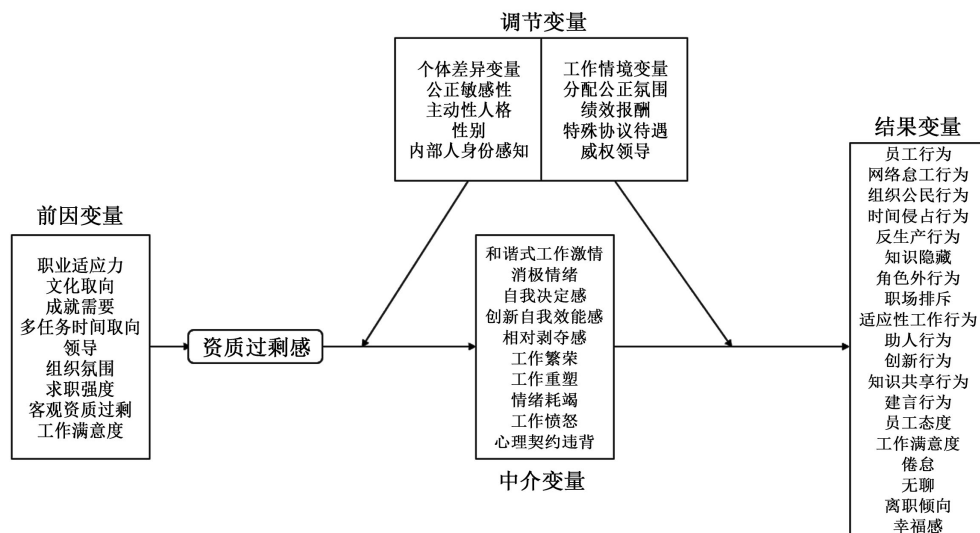 调节变量
个体差异变量
公正敏感性
主动性人格
性别
内部人身份感知
工作情境变量
分配公正氛围
绩效报酬
特殊协议待遇
威权领导
前因变量
职业适应力
文化取向
成就需要
多任务时间取向
领导
组织氛围
求职强度
客观资质过剩
工作满意度
资质过剩感
和谐式工作激情
消极情绪
自我决定感
创新自我效能感
相对剥夺感
工作繁荣
工作重塑
情绪耗竭
工作愤怒
心理契约违背
中介变量
结果变量
员工行为
网络怠工行为
组织公民行为
时间侵占行为
反生产行为
知识隐藏
角色外行为
职场排斥
适应性工作行为
助人行为
创新行为
知识共享行为
建言行为
员工态度
工作满意度
倦怠
无聊
离职倾向
幸福感